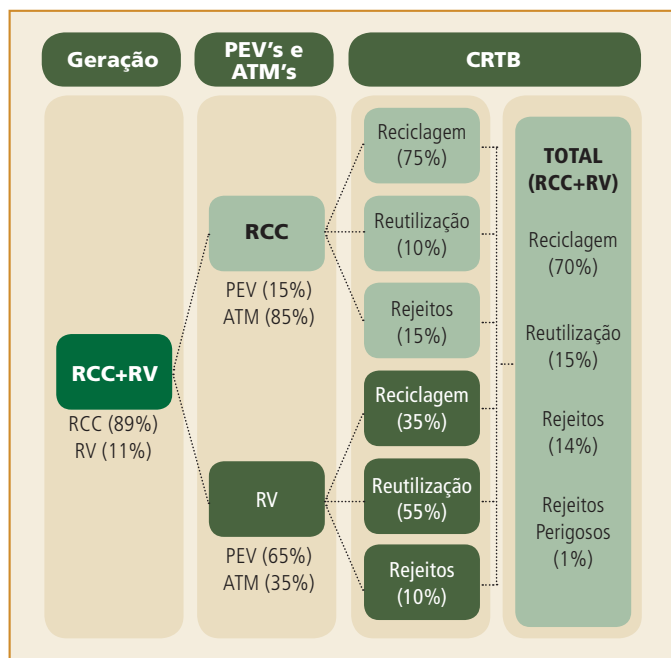 Geração
PEV's e
ATM's
CRTB
RCC+RV
RCC (89%)
RV (11%)
RCC
PEV (15%)
ATM (85%)
RV
PEV (65%)
ATM (35%)
Reciclagem
(75%)
Reutilização
(10%)
Rejeitos
(15%)
Reciclagem
(35%)
Reutilização
(55%)
Rejeitos
(10%)
TOTAL
(RCC+RV)
Reciclagem
(70%)
Reutilização
(15%)
Rejeitos
(14%)
Rejeitos
Perigosos
(1%)